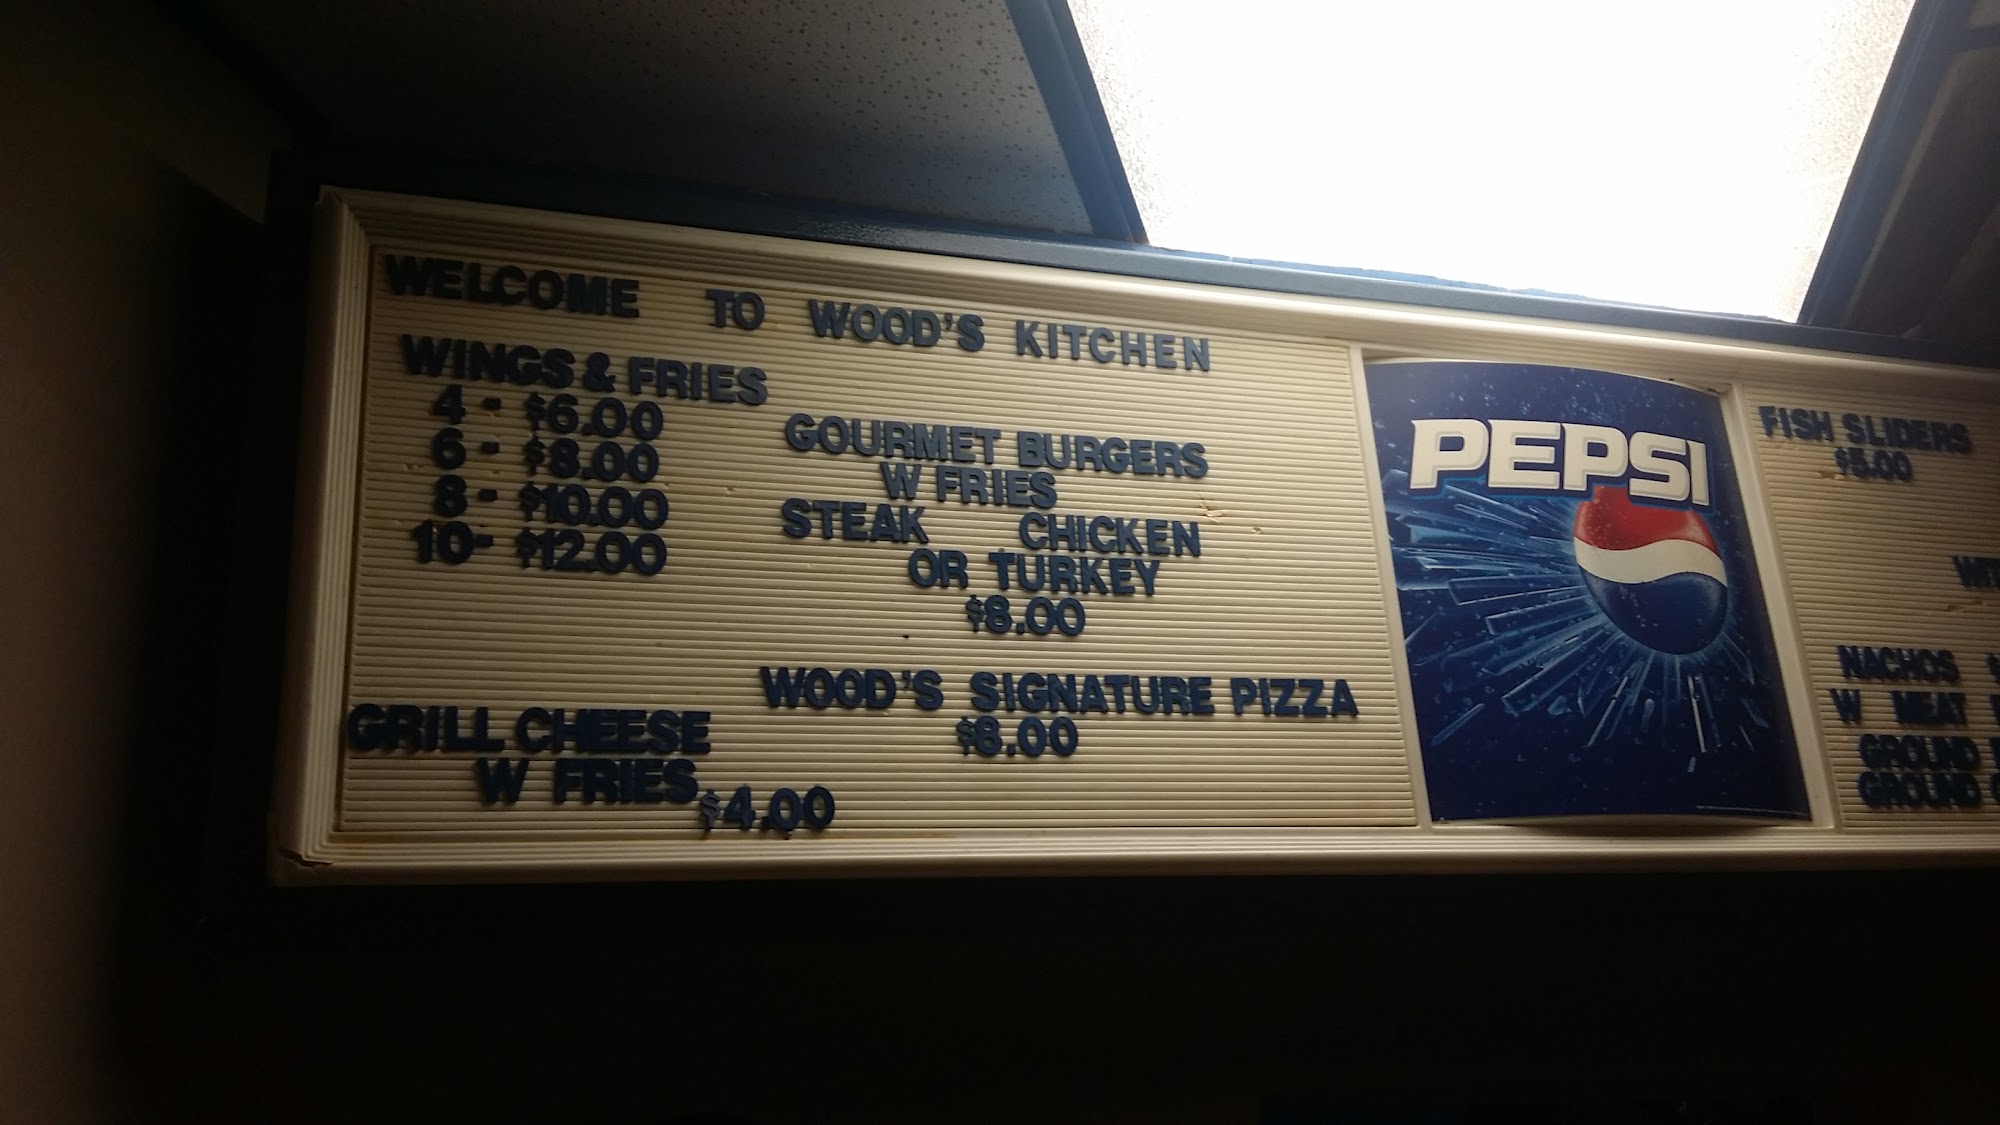 WELCOME TO WOOD'S KITCHEN
WINGS & FRIES
4 - $6.00
6 - $8.00
8 - $10.00
10- $12.00
GOURMET BURGERS
W FRIES
STEAK CHICKEN
OR TURKEY
$8.00
WOOD'S SIGNATURE PIZZA
$8.00
GRILL CHEESE
W FRIES
$4.00
PEPSI
FISH SLIDERS
$5.00
NACHOS
W MEAT
GROUND
GROUND